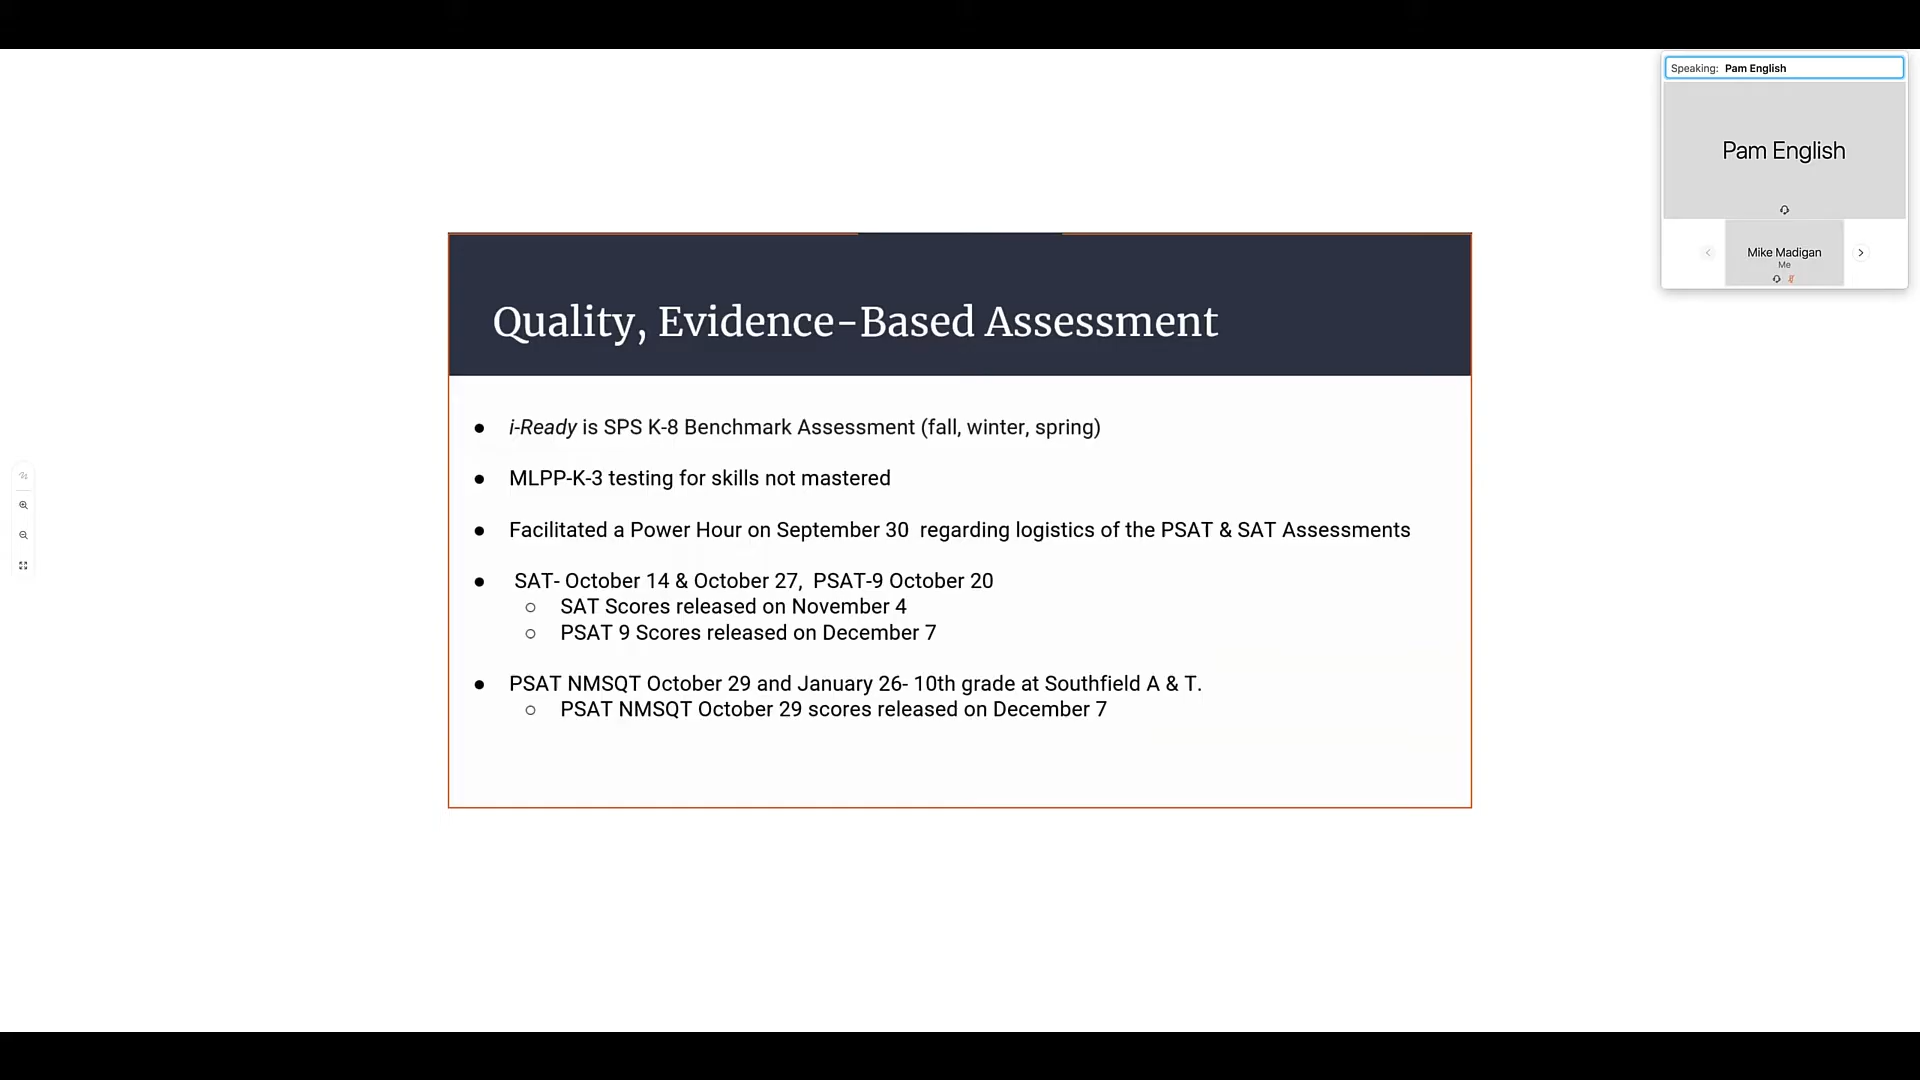 Speaking: Pam English
Pam English
Mike Madigan
Me
Quality, Evidence-Based Assessment
● i-Ready is SPS K-8 Benchmark Assessment (fall, winter, spring)
● MLPP-K-3 testing for skills not mastered
● Facilitated a Power Hour on September 30 regarding logistics of the PSAT & SAT Assessments
● SAT- October 14 & October 27, PSAT-9 October 20
○ SAT Scores released on November 4
○ PSAT 9 Scores released on December 7
● PSAT NMSQT October 29 and January 26- 10th grade at Southfield A & T.
○ PSAT NMSQT October 29 scores released on December 7